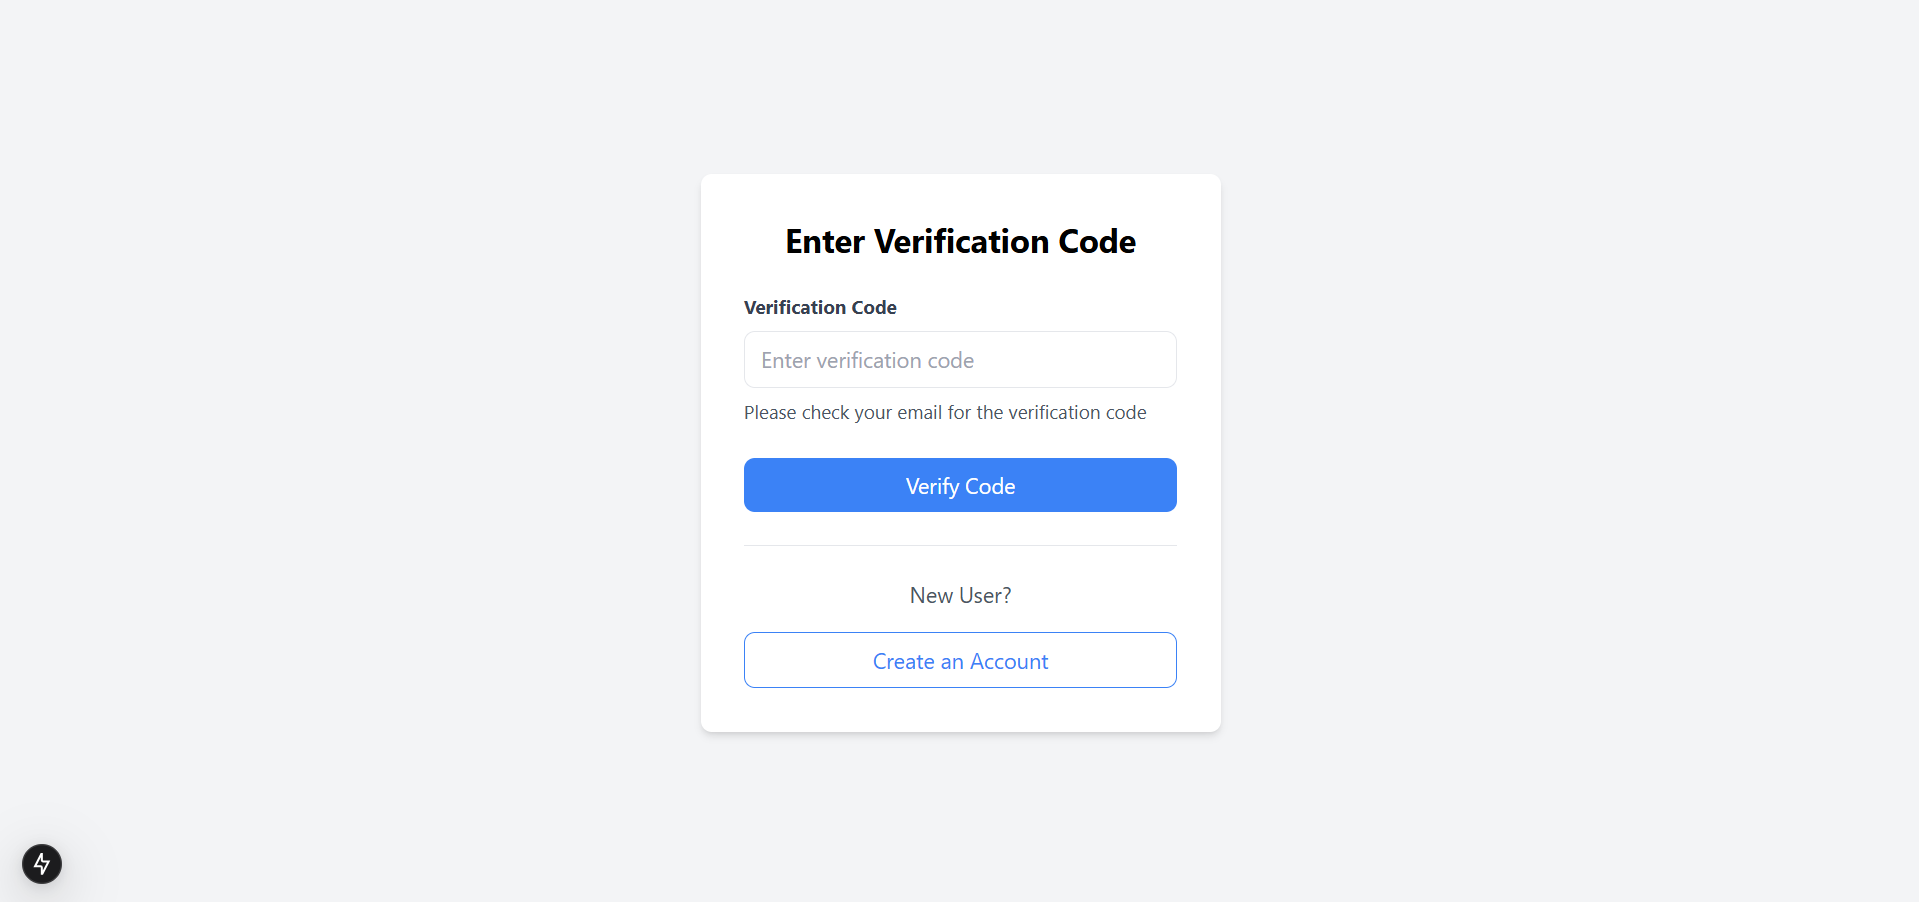 Enter Verification Code
Verification Code
Enter verification code
Please check your email for the verification code
Verify Code
New User?
Create an Account